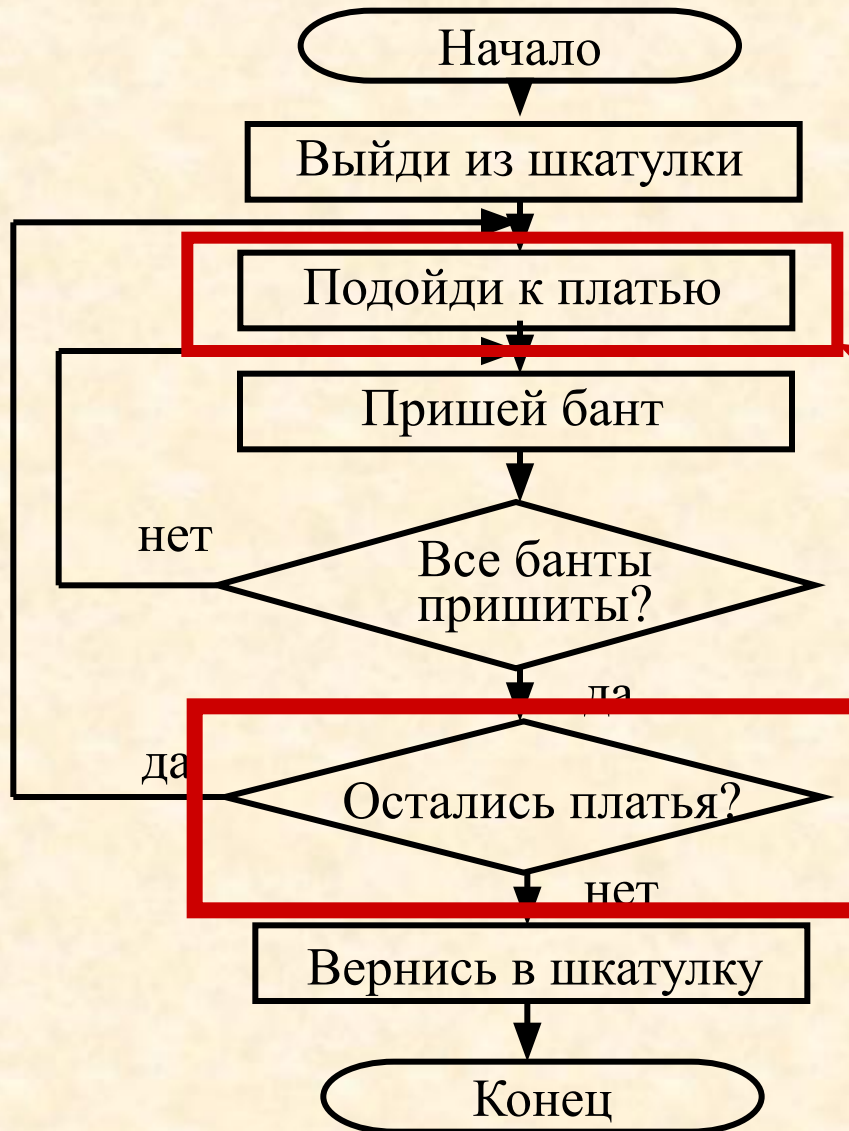 Начало
Выйди из шкатулки
Подойди к платью
Пришей бант
нет
Все банты
пришиты?
да
да
Остались платья?
нет
Вернись в шкатулку
Конец